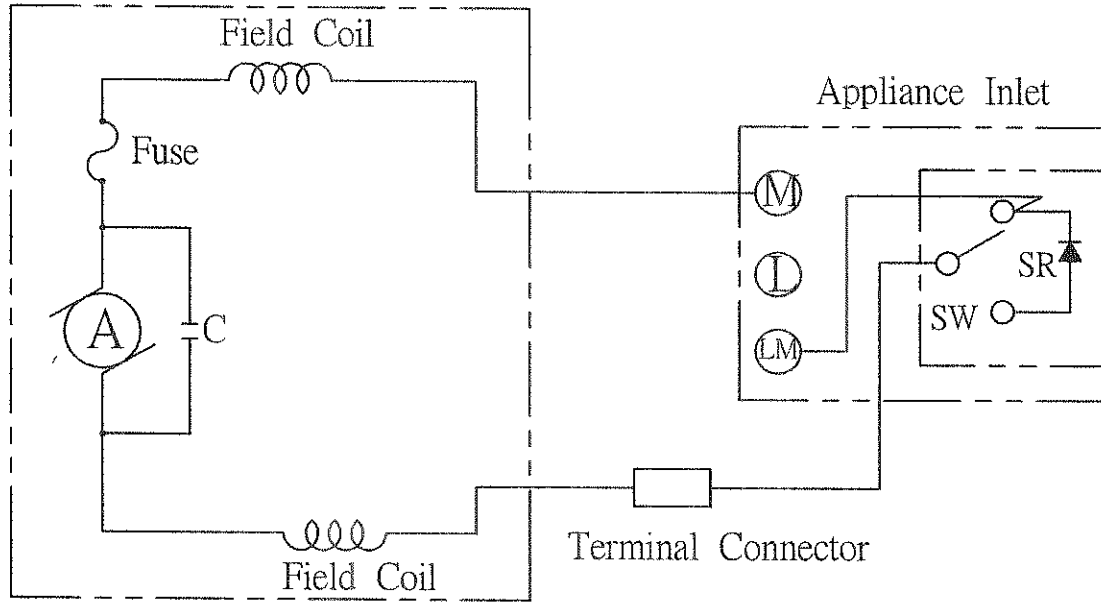 Field Coil
Appliance Inlet
Fuse
M
L
SR
A
C
SW
LM
Terminal Connector
Field Coil